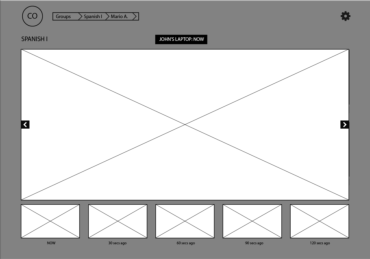 CO
Groups
Spanish I
Mario A.
SPANISH I
JOHN'S LAPTOP: NOW
NOW
30 secs ago
60 secs ago
90 secs ago
120 secs ago